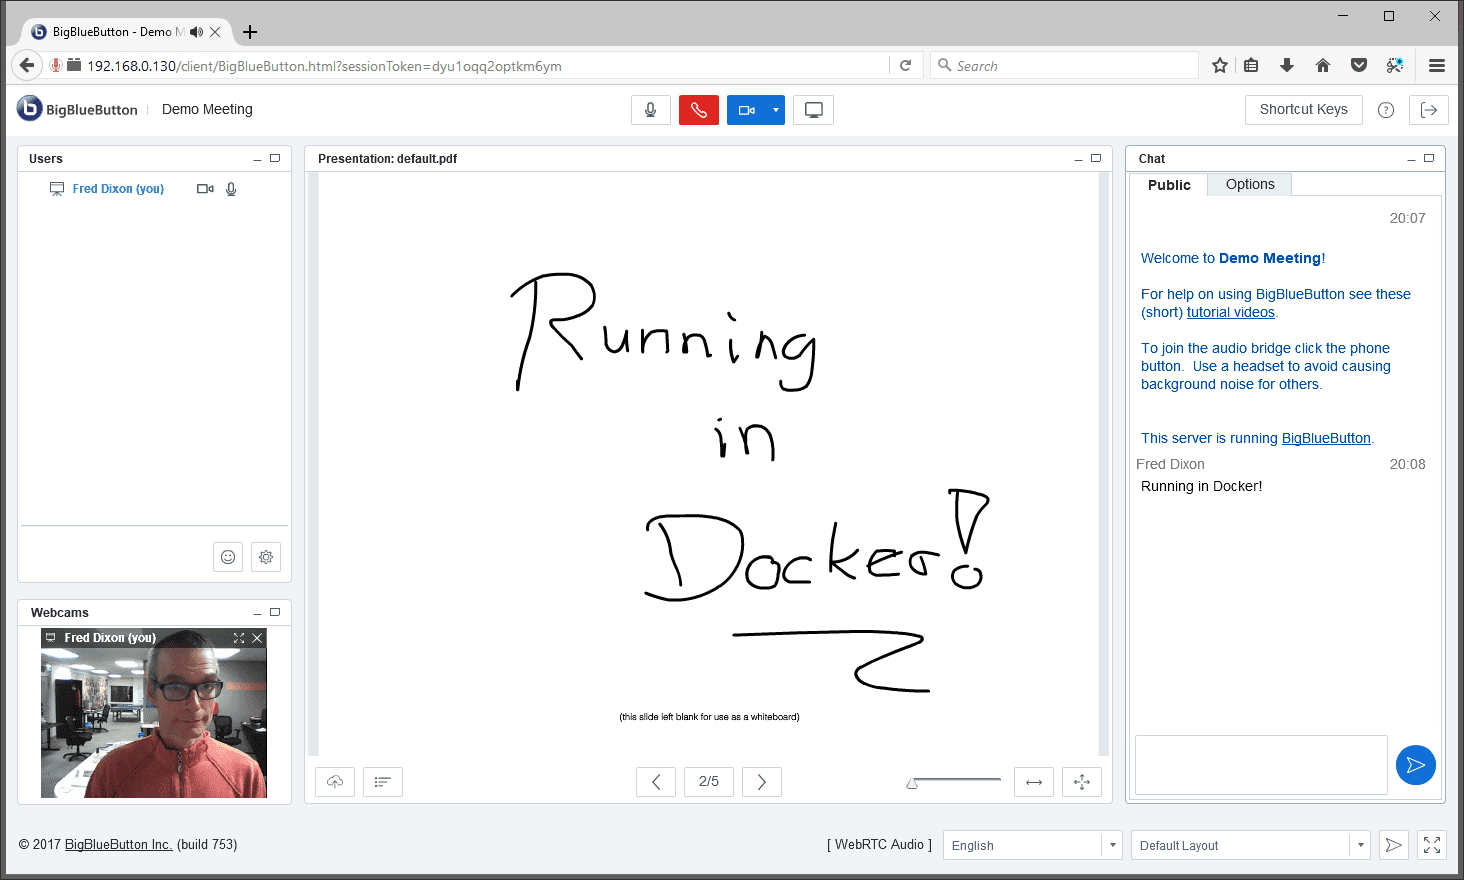 BigBlueButton - Demo M
192.168.0.130/client/BigBlueButton.html?sessionToken=dyu1oqq2optkm6ym
Search
b BigBlueButton
Demo Meeting
Shortcut Keys
?
Users
Fred Dixon (you)
Webcams
Fred Dixon (you)
Presentation: default.pdf
Running
in
Docker!
(this slide left blank for use as a whiteboard)
2/5
Chat
Public
Options
20:07
Welcome to Demo Meeting!
For help on using BigBlueButton see these
(short) tutorial videos.
To join the audio bridge click the phone
button.  Use a headset to avoid causing
background noise for others.
This server is running BigBlueButton.
Fred Dixon 20:08
Running in Docker!
© 2017 BigBlueButton Inc. (build 753)
[ WebRTC Audio ]
English
Default Layout